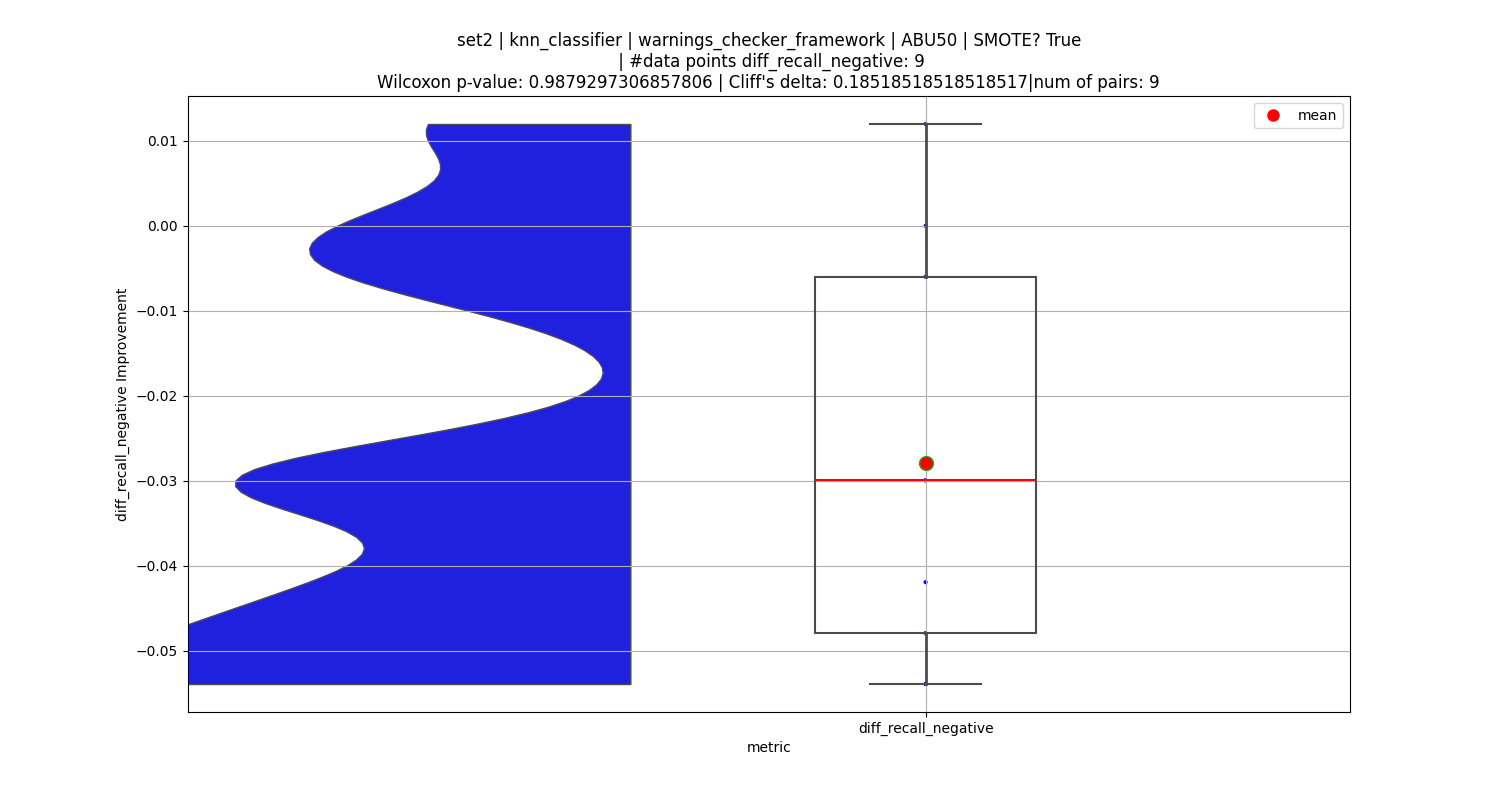 set2 | knn_classifier | warnings_checker_framework | ABU50 | SMOTE? True
| #data points diff_recall_negative: 9
Wilcoxon p-value: 0.9879297306857806 | Cliff's delta: 0.18518518518518517|num of pairs: 9
mean
0.01
0.00
−0.01
−0.02
−0.03
−0.04
−0.05
diff_recall_negative Improvement
diff_recall_negative
metric